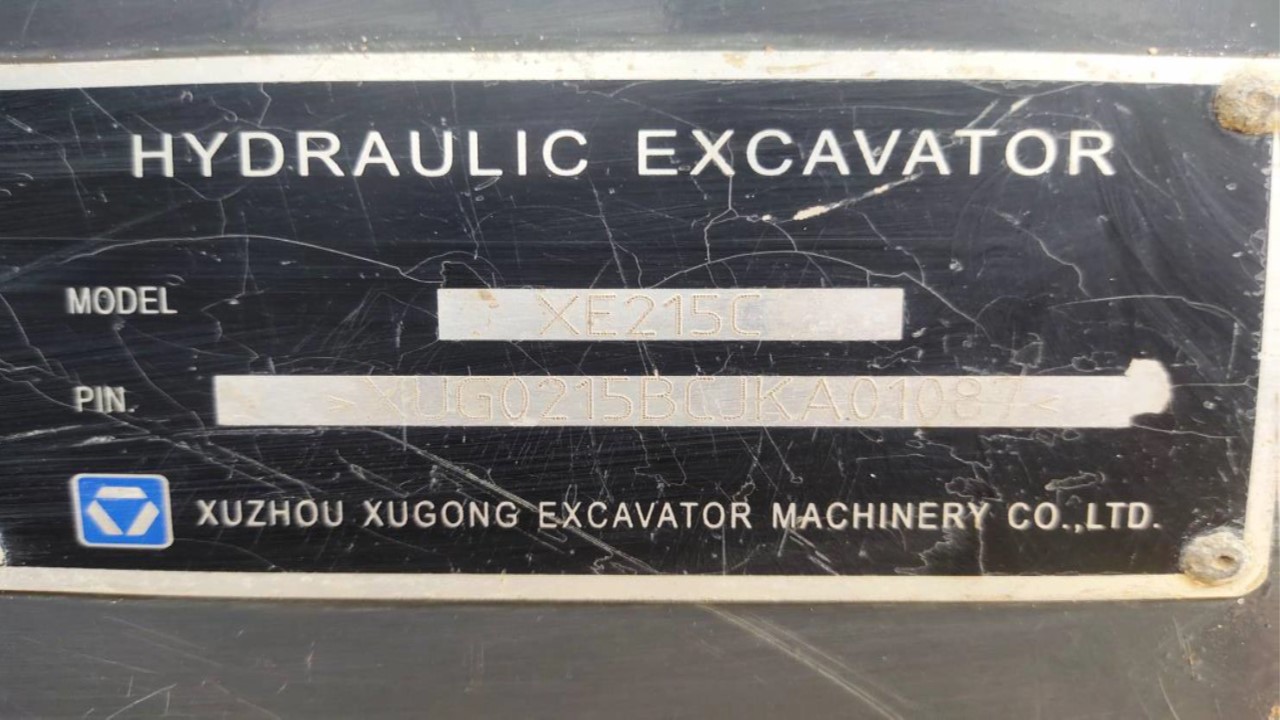 HYDRAULIC EXCAVATOR
MODEL XE215C
PIN. >XUG0215BCJKA01087<
XUZHOU XUGONG EXCAVATOR MACHINERY CO.,LTD.